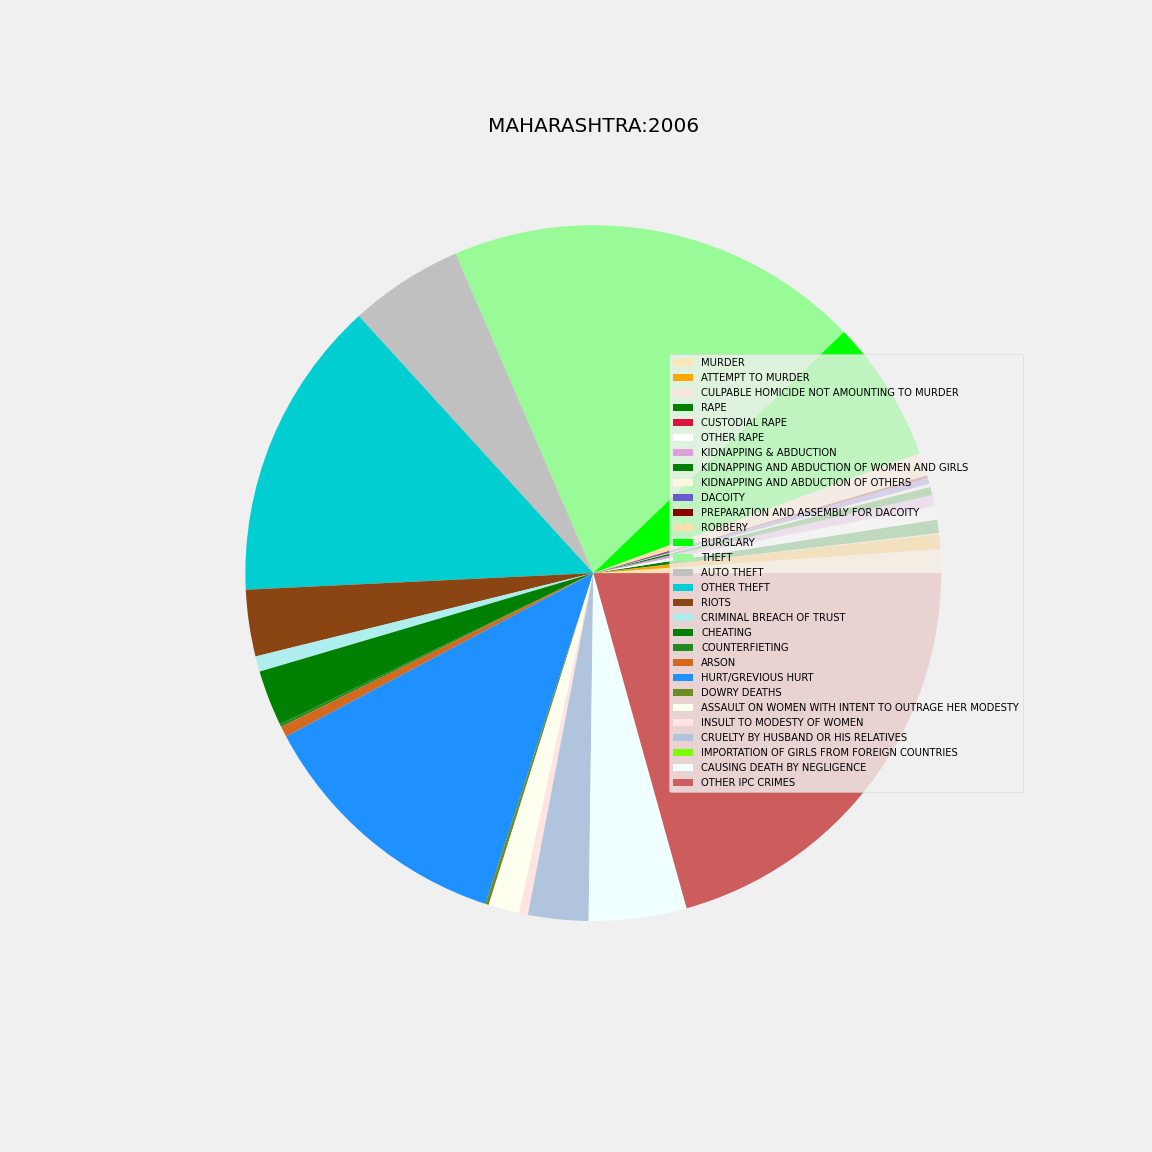 MAHARASHTRA:2006
MURDER
ATTEMPT TO MURDER
CULPABLE HOMICIDE NOT AMOUNTING TO MURDER
RAPE
CUSTODIAL RAPE
OTHER RAPE
KIDNAPPING & ABDUCTION
KIDNAPPING AND ABDUCTION OF WOMEN AND GIRLS
KIDNAPPING AND ABDUCTION OF OTHERS
DACOITY
PREPARATION AND ASSEMBLY FOR DACOITY
ROBBERY
BURGLARY
THEFT
AUTO THEFT
OTHER THEFT
RIOTS
CRIMINAL BREACH OF TRUST
CHEATING
COUNTERFIETING
ARSON
HURT/GREVIOUS HURT
DOWRY DEATHS
ASSAULT ON WOMEN WITH INTENT TO OUTRAGE HER MODESTY
INSULT TO MODESTY OF WOMEN
CRUELTY BY HUSBAND OR HIS RELATIVES
IMPORTATION OF GIRLS FROM FOREIGN COUNTRIES
CAUSING DEATH BY NEGLIGENCE
OTHER IPC CRIMES